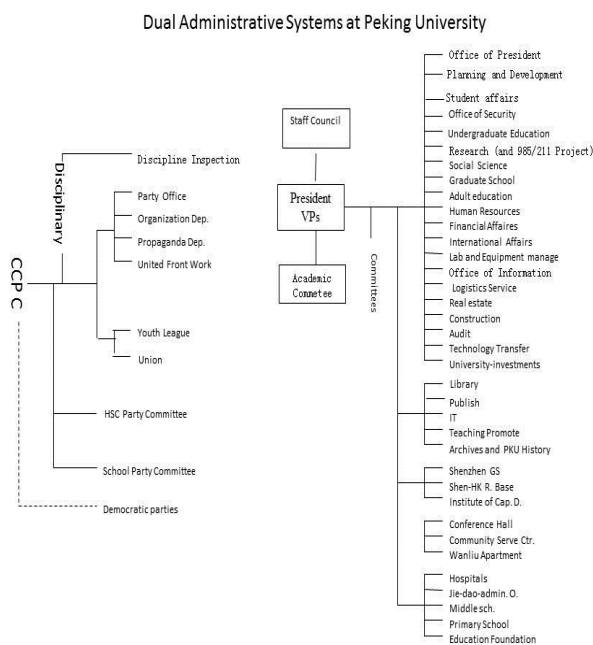 Dual Administrative Systems at Peking University
CCP C
Disciplinary
Discipline Inspection
Party Office
Organization Dep.
Propaganda Dep.
United Front Work
Youth League
Union
HSC Party Committee
School Party Committee
Democratic parties
Staff Council
President
VPs
Academic
Commetee
Committees
Office of President
Planning and Development
Student affairs
Office of Security
Undergraduate Education
Research (and 985/211 Project)
Social Science
Graduate School
Adult education
Human Resources
Financial Affaires
International Affairs
Lab and Equipment manage
Office of Information
Logistics Service
Real estate
Construction
Audit
Technology Transfer
University-investments
Library
Publish
IT
Teaching Promote
Archives and PKU History
Shenzhen GS
Shen-HK R. Base
Institute of Cap. D.
Conference Hall
Community Serve Ctr.
Wanliu Apartment
Hospitals
Jie-dao-admin. O.
Middle sch.
Primary School
Education Foundation